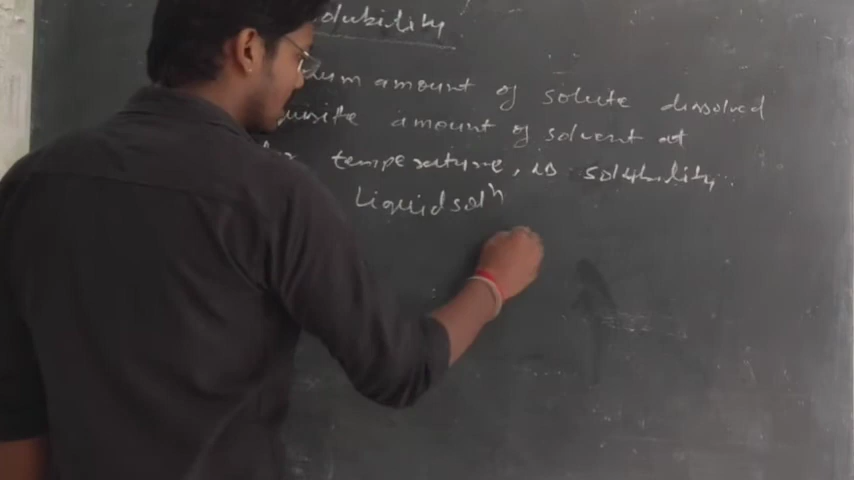 solubility
amount of solute dissolved
amount of solvent at
temperature, is solubility.
Liquid solⁿ